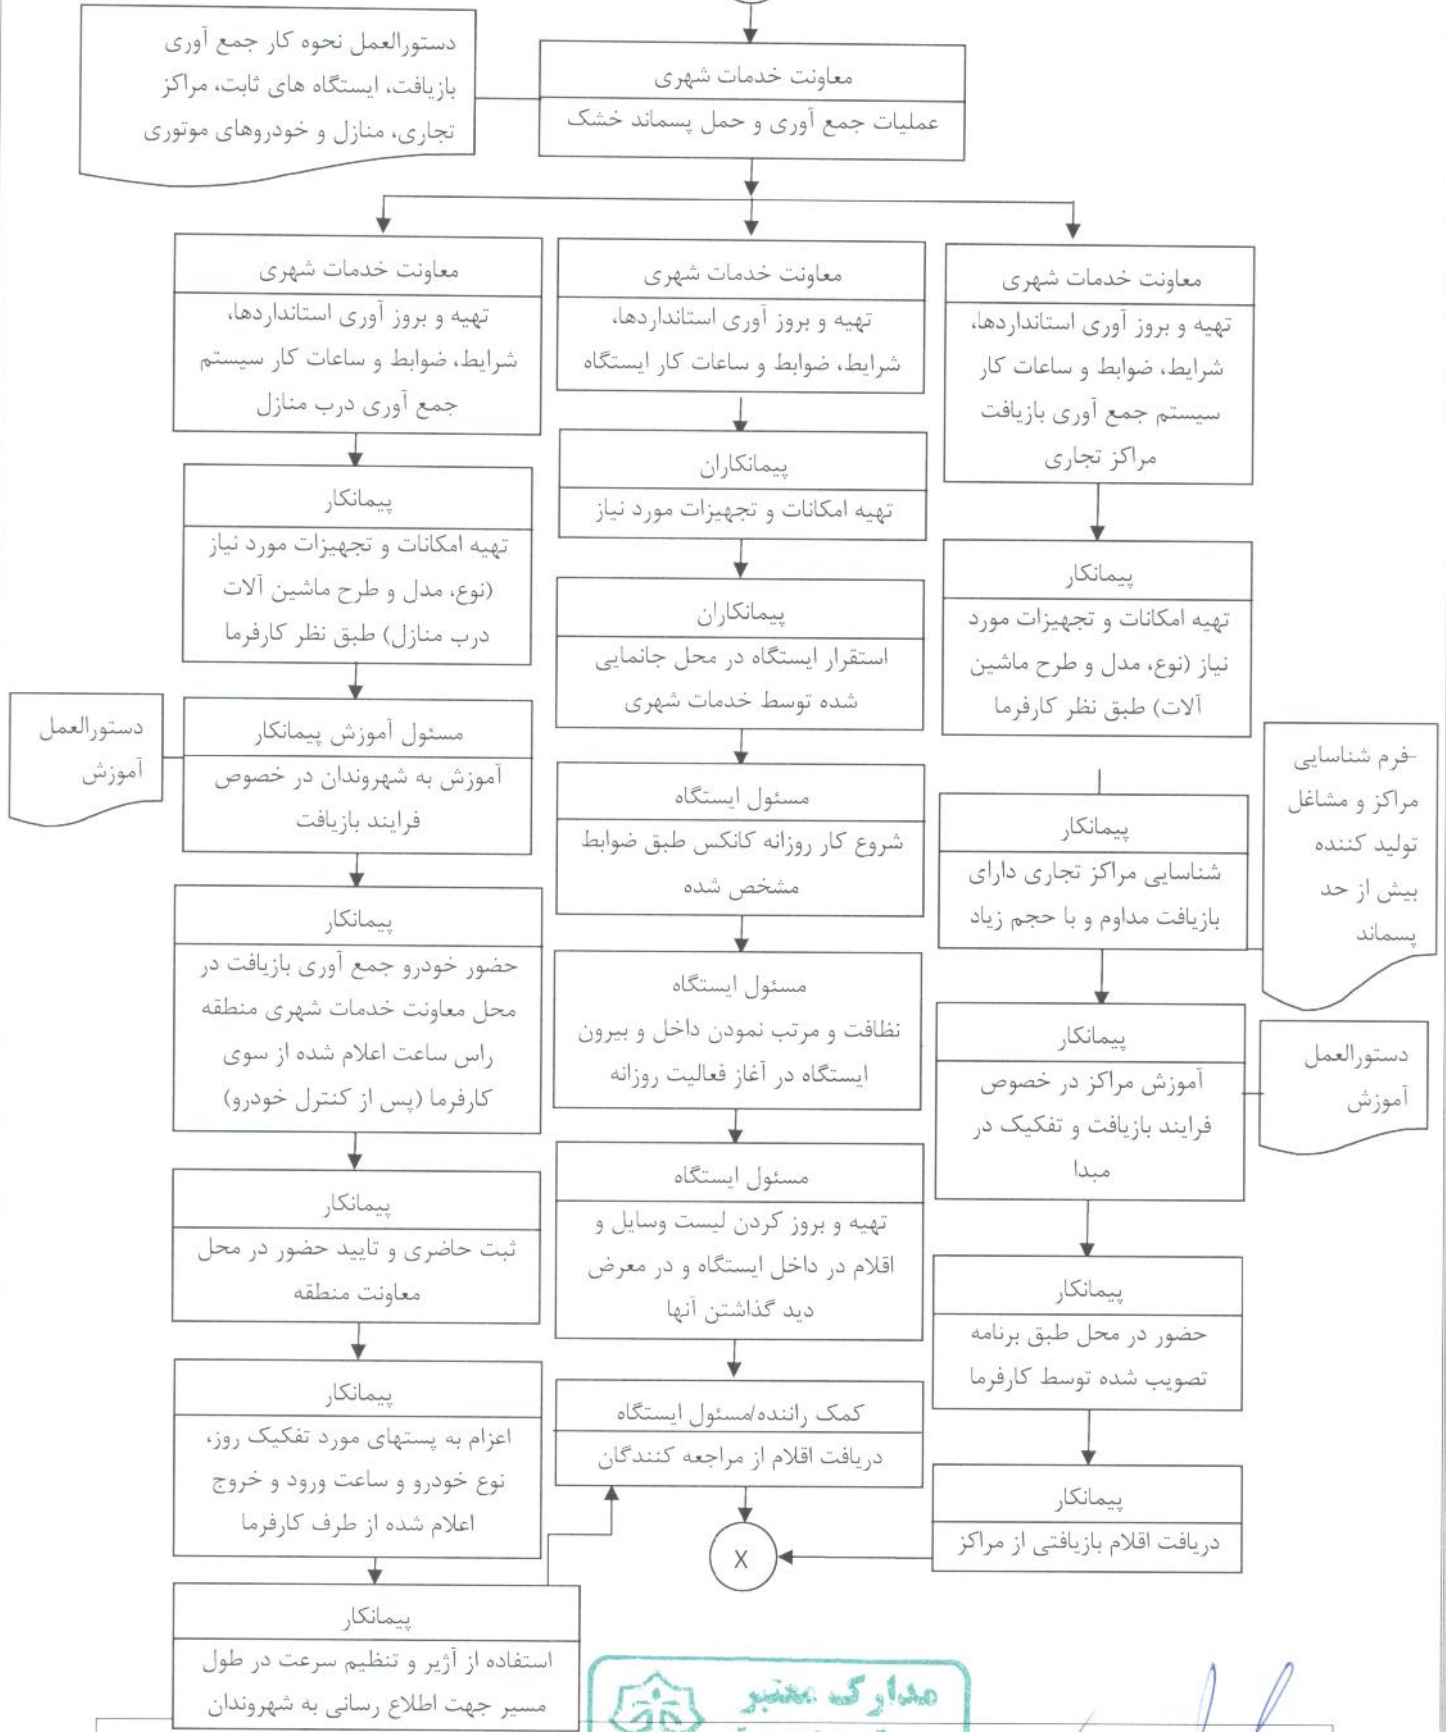 دستورالعمل نحوه کار جمع آوری
بازیافت، ایستگاه های ثابت، مراکز
تجاری، منازل و خودروهای موتوری
معاونت خدمات شهری
عملیات جمع آوری و حمل پسماند خشک
معاونت خدمات شهری
تهیه و بروز آوری استانداردها،
شرایط، ضوابط و ساعات کار
سیستم جمع آوری بازیافت
مراکز تجاری
پیمانکار
تهیه امکانات و تجهیزات مورد
نیاز (نوع، مدل و طرح ماشین
آلات) طبق نظر کارفرما
پیمانکار
شناسایی مراکز تجاری دارای
بازیافت مداوم و با حجم زیاد
-فرم شناسایی
مراکز و مشاغل
تولید کننده
بیش از حد
پسماند
پیمانکار
آموزش مراکز در خصوص
فرایند بازیافت و تفکیک در
مبدا
دستورالعمل
آموزش
پیمانکار
حضور در محل طبق برنامه
تصویب شده توسط کارفرما
پیمانکار
دریافت اقلام بازیافتی از مراکز
معاونت خدمات شهری
تهیه و بروز آوری استانداردها،
شرایط، ضوابط و ساعات کار ایستگاه
پیمانکاران
تهیه امکانات و تجهیزات مورد نیاز
پیمانکاران
استقرار ایستگاه در محل جانمایی
شده توسط خدمات شهری
مسئول ایستگاه
شروع کار روزانه کانکس طبق ضوابط
مشخص شده
مسئول ایستگاه
نظافت و مرتب نمودن داخل و بیرون
ایستگاه در آغاز فعالیت روزانه
مسئول ایستگاه
تهیه و بروز کردن لیست وسایل و
اقلام در داخل ایستگاه و در معرض
دید گذاشتن آنها
کمک راننده/مسئول ایستگاه
دریافت اقلام از مراجعه کنندگان
X
معاونت خدمات شهری
تهیه و بروز آوری استانداردها،
شرایط، ضوابط و ساعات کار سیستم
جمع آوری درب منازل
پیمانکار
تهیه امکانات و تجهیزات مورد نیاز
(نوع، مدل و طرح ماشین آلات
درب منازل) طبق نظر کارفرما
مسئول آموزش پیمانکار
آموزش به شهروندان در خصوص
فرایند بازیافت
دستورالعمل
آموزش
پیمانکار
حضور خودرو جمع آوری بازیافت در
محل معاونت خدمات شهری منطقه
راس ساعت اعلام شده از سوی
کارفرما (پس از کنترل خودرو)
پیمانکار
ثبت حاضری و تایید حضور در محل
معاونت منطقه
پیمانکار
اعزام به پستهای مورد تفکیک روز،
نوع خودرو و ساعت ورود و خروج
اعلام شده از طرف کارفرما
پیمانکار
استفاده از آژیر و تنظیم سرعت در طول
مسیر جهت اطلاع رسانی به شهروندان
مدارک معتبر